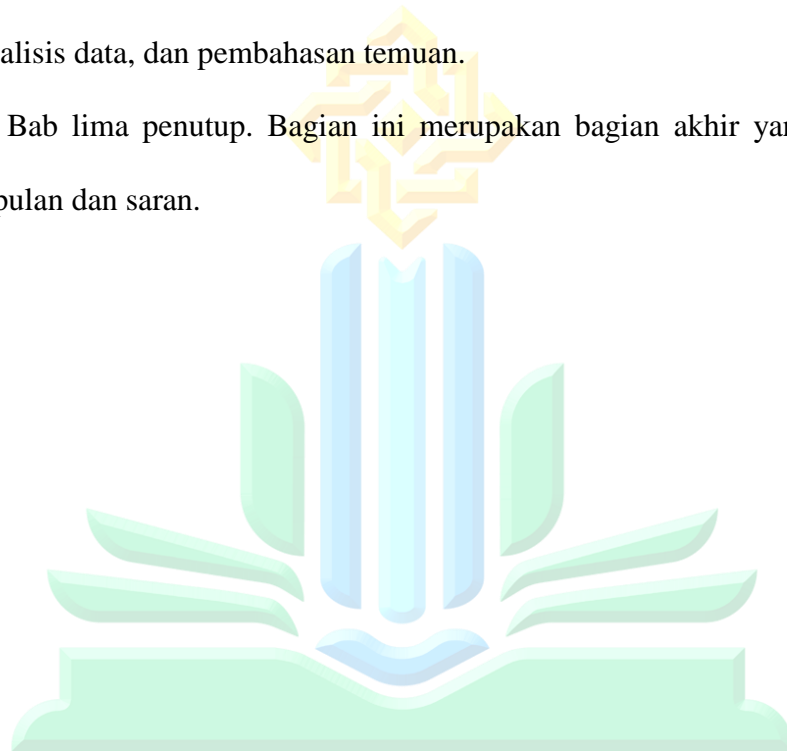 alisis data, dan pembahasan temuan.
Bab lima penutup. Bagian ini merupakan bagian akhir yan
pulan dan saran.